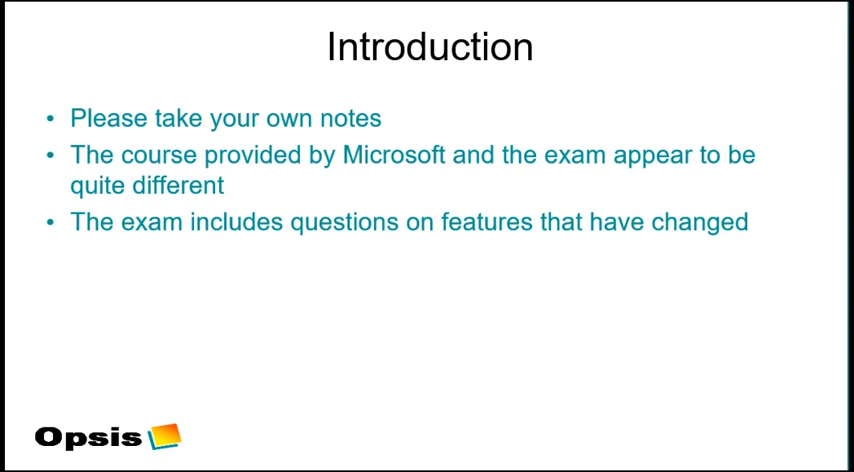 Introduction
• Please take your own notes
• The course provided by Microsoft and the exam appear to be
quite different
• The exam includes questions on features that have changed
Opsis